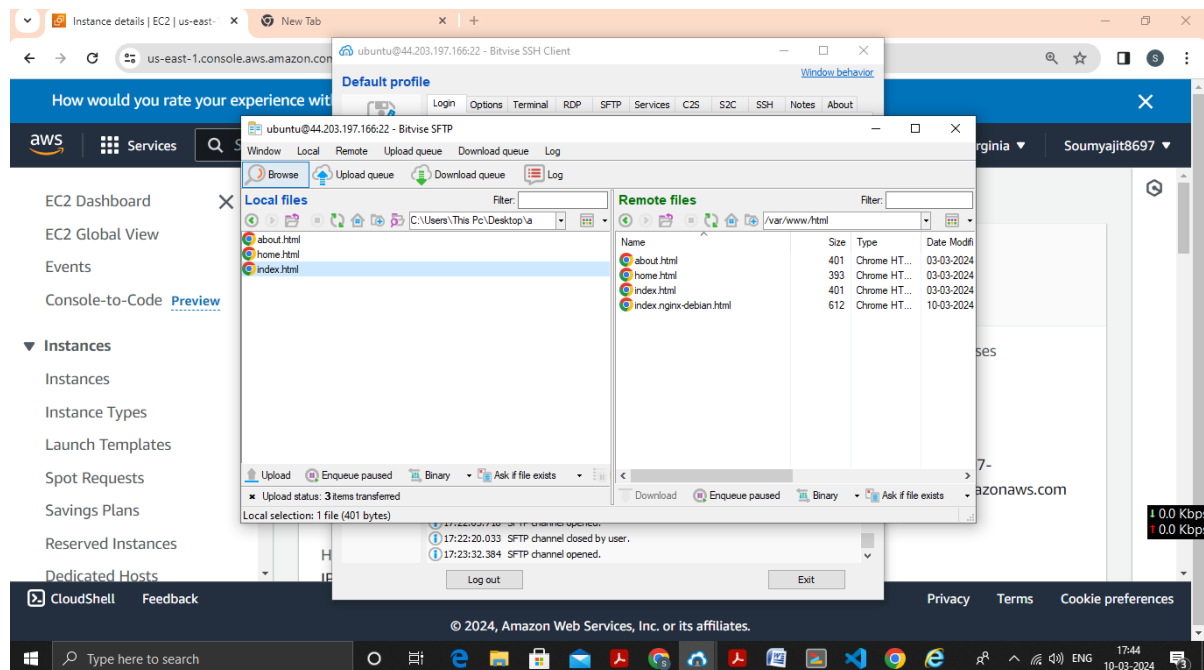 Instance details | EC2 | us-east-
New Tab
us-east-1.console.aws.amazon.com
How would you rate your experience wit
aws
Services
rginia
Soumyajit8697
EC2 Dashboard
EC2 Global View
Events
Console-to-Code Preview
Instances
Instances
Instance Types
Launch Templates
Spot Requests
Savings Plans
Reserved Instances
Dedicated Hosts
ses
7-
azonaws.com
ubuntu@44.203.197.166:22 - Bitvise SSH Client
Default profile
Window behavior
Login Options Terminal RDP SFTP Services C2S S2C SSH Notes About
ubuntu@44.203.197.166:22 - Bitvise SFTP
Window Local Remote Upload queue Download queue Log
Browse Upload queue Download queue Log
Local files
Filter:
C:\Users\This Pc\Desktop\a
about.html
home.html
index.html
Upload Enqueue paused Binary Ask if file exists
Upload status: 3 items transferred
Local selection: 1 file (401 bytes)
Remote files
Filter:
/var/www/html
Name Size Type Date Modifi
about.html 401 Chrome HT... 03-03-2024
home.html 393 Chrome HT... 03-03-2024
index.html 401 Chrome HT... 03-03-2024
index.nginx-debian.html 612 Chrome HT... 10-03-2024
Download Enqueue paused Binary Ask if file exists
17:22:20.033 SFTP channel closed by user.
17:23:32.384 SFTP channel opened.
Log out
Exit
0.0 Kbps
0.0 Kbps
CloudShell Feedback
Privacy Terms Cookie preferences
© 2024, Amazon Web Services, Inc. or its affiliates.
Type here to search
ENG
17:44
10-03-2024